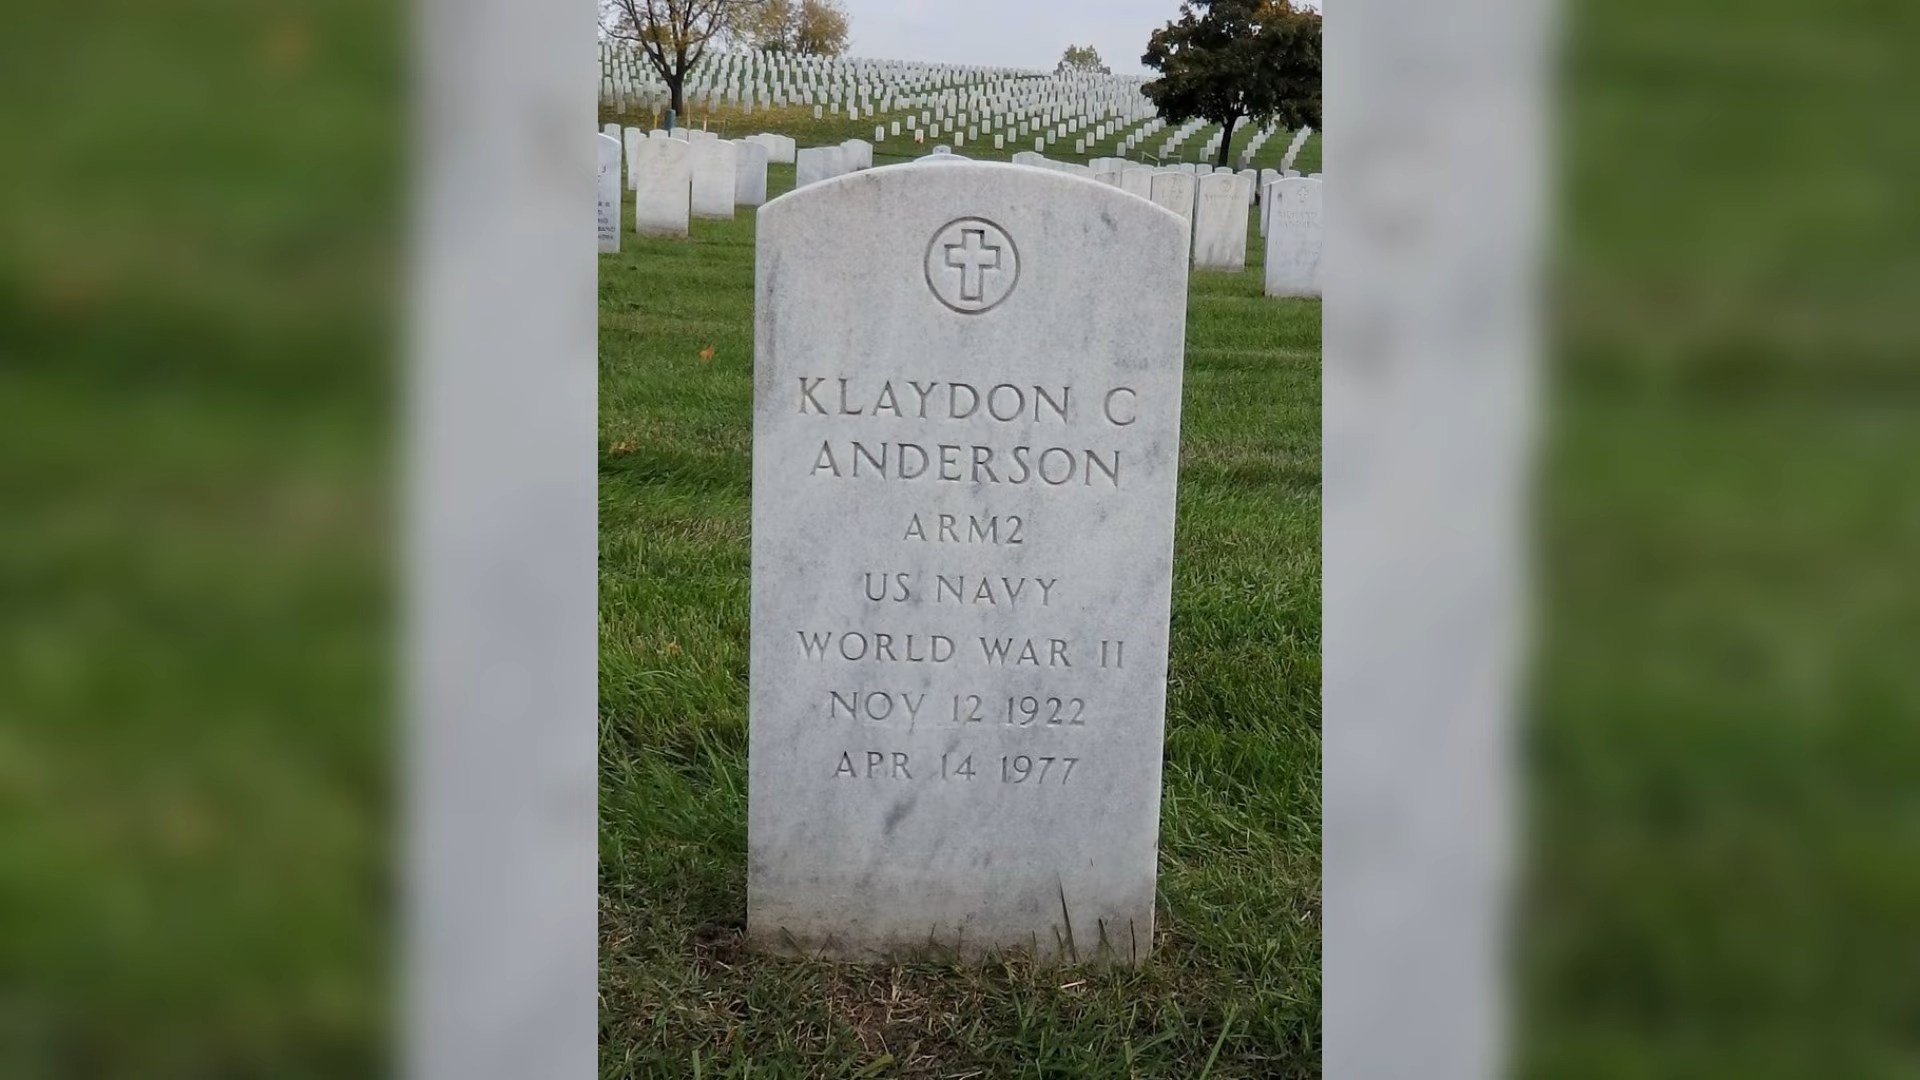 KLAYDON C
ANDERSON
ARM2
US NAVY
WORLD WAR II
NOV 12 1922
APR 14 1977